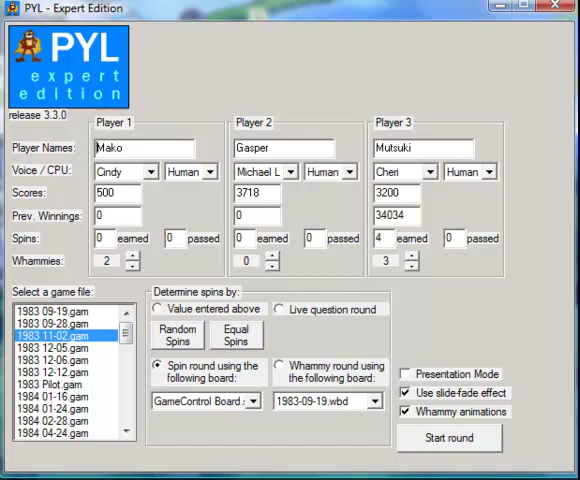 PYL - Expert Edition
PYL
expert
edition
release 3.3.0
Player 1
Player 2
Player 3
Player Names:
Mako
Gasper
Mutsuki
Voice / CPU:
Cindy
Human
Michael L
Human
Cheri
Human
Scores:
500
3718
3200
Prev. Winnings:
0
0
34034
Spins:
0 earned
0 passed
0 earned
0 passed
4 earned
0 passed
Whammies:
2
0
3
Select a game file:
1983 09-19.gam
1983 09-28.gam
1983 11-02.gam
1983 12-05.gam
1983 12-06.gam
1983 12-12.gam
1983 Pilot.gam
1984 01-16.gam
1984 01-24.gam
1984 02-28.gam
1984 04-24.gam
Determine spins by:
Value entered above
Live question round
Random
Spins
Equal
Spins
Spin round using the
following board:
Whammy round using
the following board:
GameControl Board.
1983-09-19.wbd
Presentation Mode
Use slide-fade effect
Whammy animations
Start round